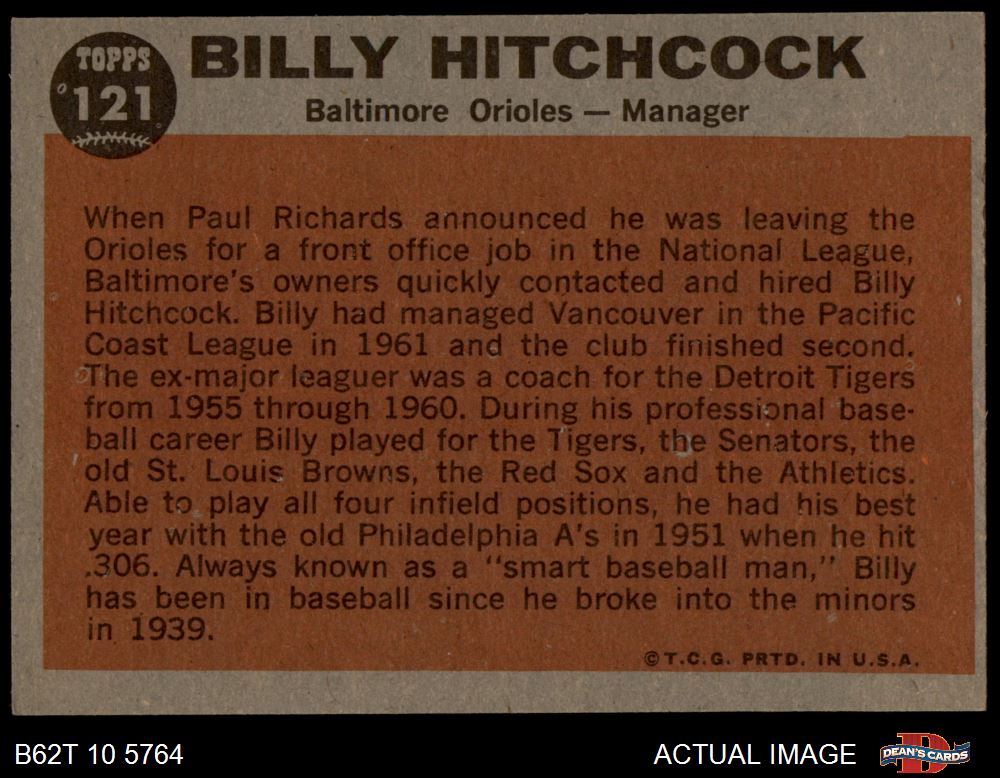 TOPPS
121
BILLY HITCHCOCK
Baltimore Orioles — Manager
When Paul Richards announced he was leaving the
Orioles for a front office job in the National League,
Baltimore's owners quickly contacted and hired Billy
Hitchcock. Billy had managed Vancouver in the Pacific
Coast League in 1961 and the club finished second.
The ex-major leaguer was a coach for the Detroit Tigers
from 1955 through 1960. During his professional base-
ball career Billy played for the Tigers, the Senators, the
old St. Louis Browns, the Red Sox and the Athletics.
Able to play all four infield positions, he had his best
year with the old Philadelphia A's in 1951 when he hit
.306. Always known as a "smart baseball man," Billy
has been in baseball since he broke into the minors
in 1939.
©T.C.G. PRTD. IN U.S.A.
B62T 10 5764
ACTUAL IMAGE
D
DEAN'S CARDS